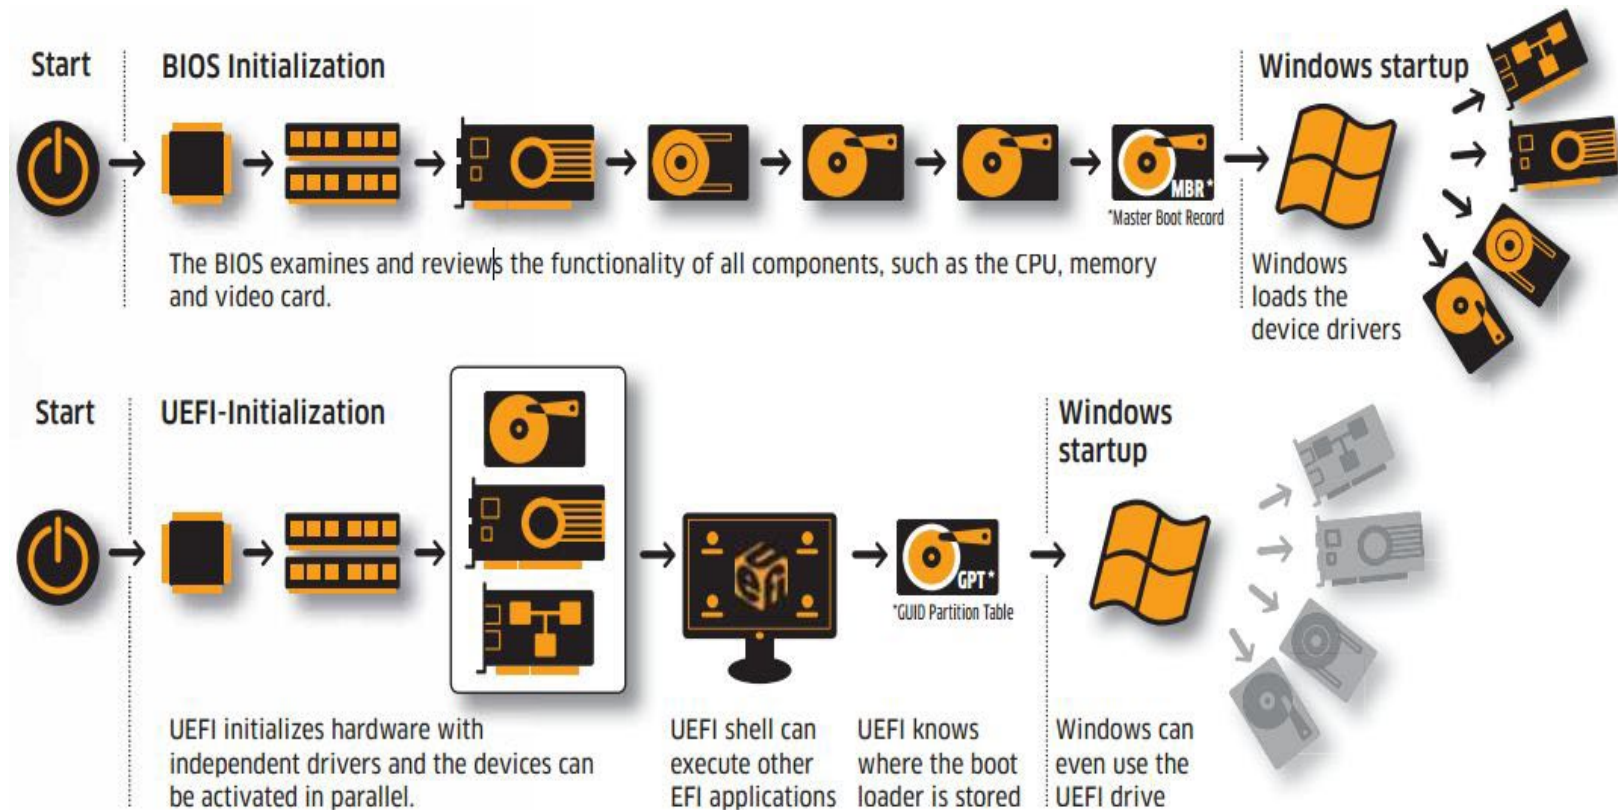 Start
BIOS Initialization
Windows startup
MBR*
*Master Boot Record
The BIOS examines and reviews the functionality of all components, such as the CPU, memory
and video card.
Windows
loads the
device drivers
Start
UEFI-Initialization
Windows
startup
uefi
GPT*
*GUID Partition Table
UEFI initializes hardware with
independent drivers and the devices can
be activated in parallel.
UEFI shell can
execute other
EFI applications
UEFI knows
where the boot
loader is stored
Windows can
even use the
UEFI drive